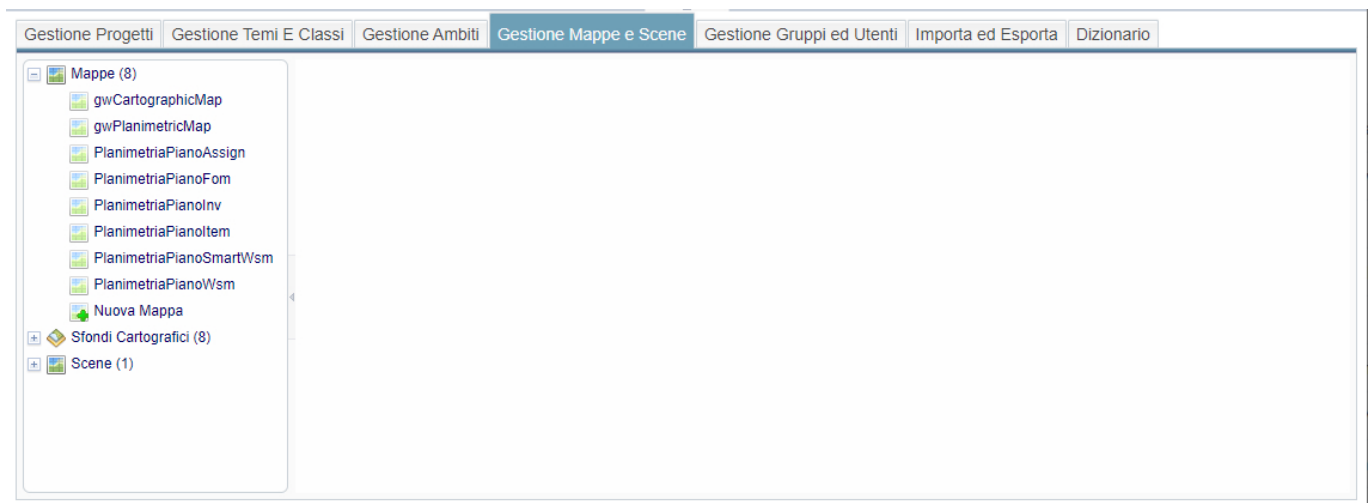 Gestione Progetti Gestione Temi E Classi Gestione Ambiti Gestione Mappe e Scene Gestione Gruppi ed Utenti Importa ed Esporta Dizionario
Mappe (8)
gwCartographicMap
gwPlanimetricMap
PlanimetriaPianoAssign
PlanimetriaPianoFom
PlanimetriaPianoInv
PlanimetriaPianoItem
PlanimetriaPianoSmartWsm
PlanimetriaPianoWsm
Nuova Mappa
Sfondi Cartografici (8)
Scene (1)